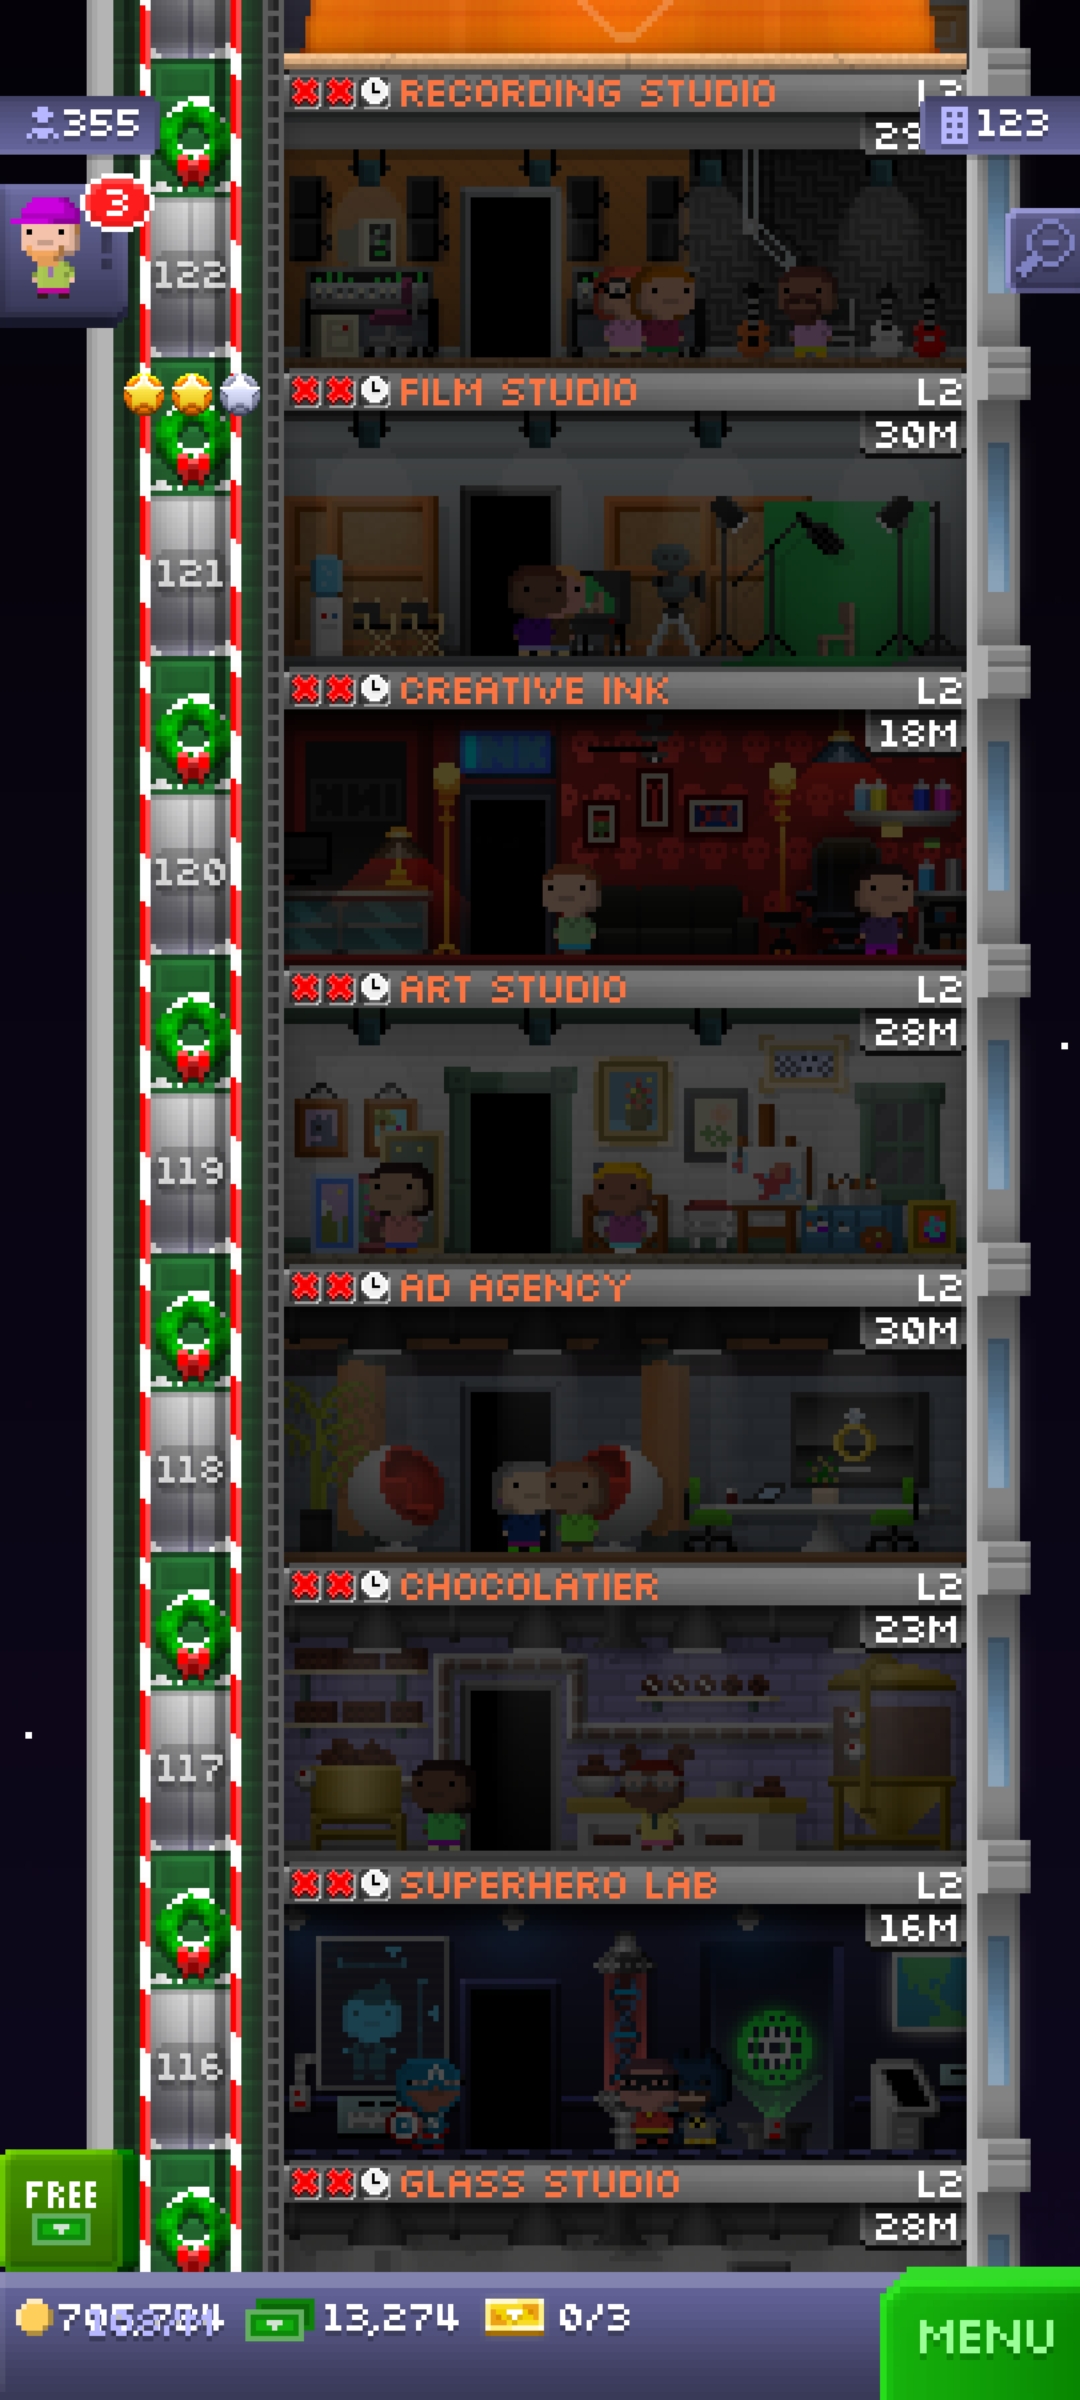 RECORDING STUDIO L3
355
29
123
3
122
FILM STUDIO L2
30M
121
CREATIVE INK L2
18M
INK
120
ART STUDIO L2
28M
119
AD AGENCY L2
30M
118
CHOCOLATIER L2
23M
117
SUPERHERO LAB L2
16M
116
GLASS STUDIO L2
28M
FREE
13,274 0/3
MENU